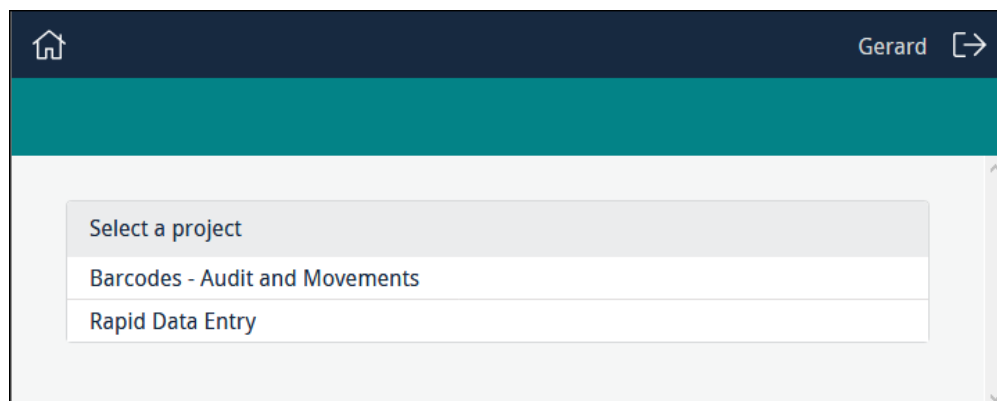 Gerard
Select a project
Barcodes - Audit and Movements
Rapid Data Entry